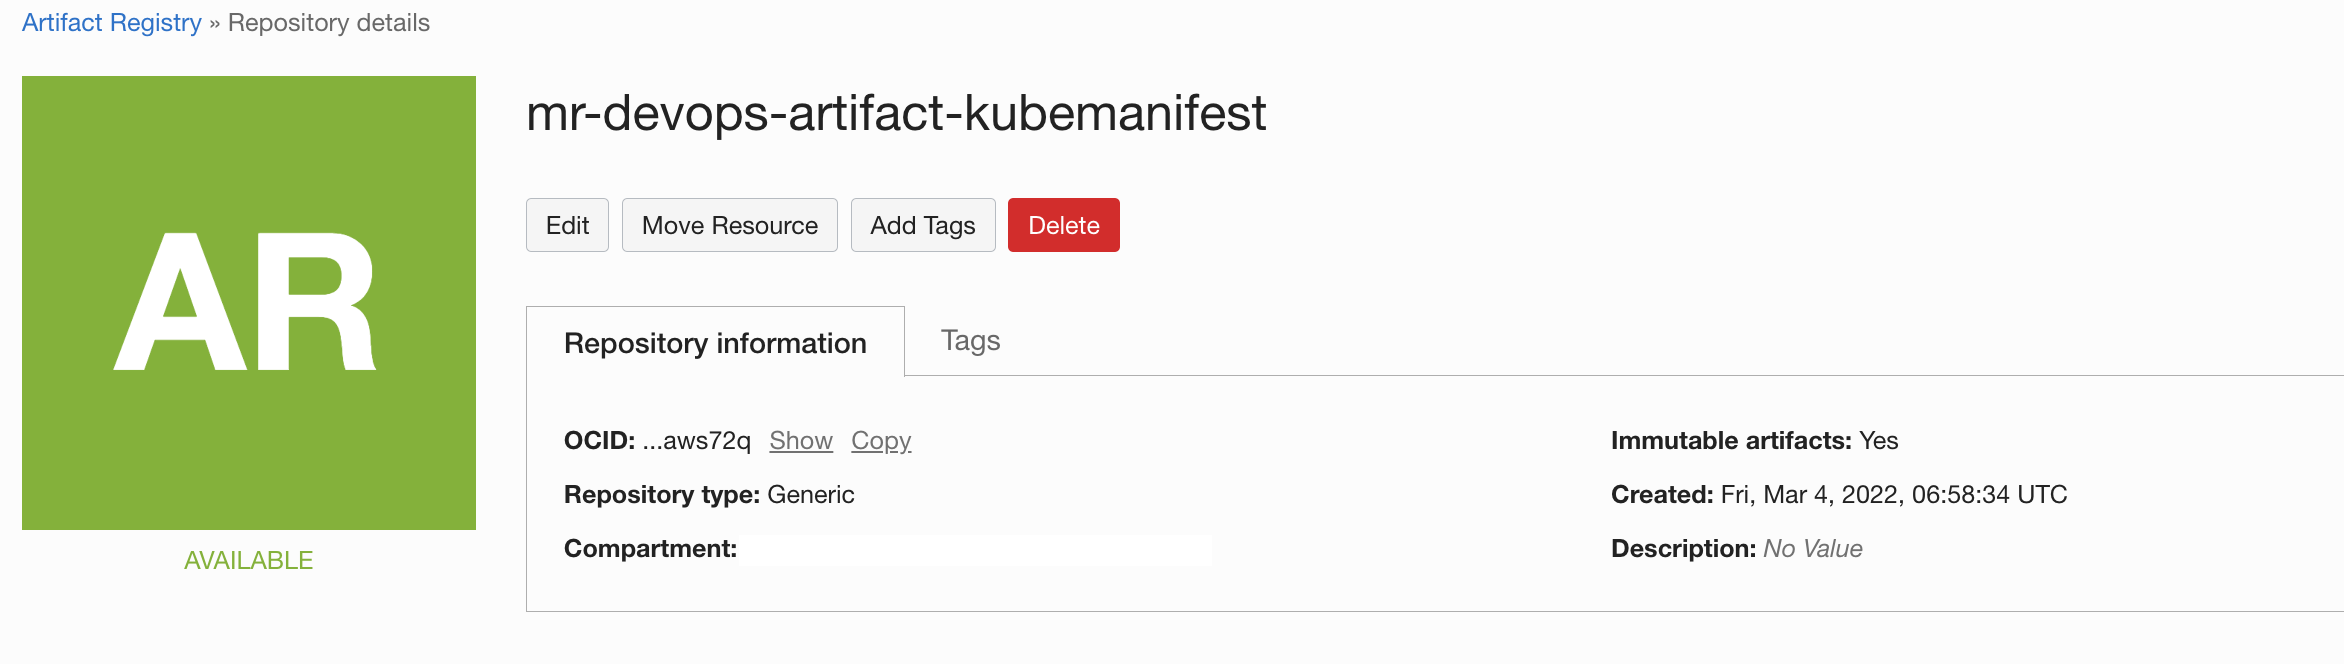 Artifact Registry » Repository details
AR
AVAILABLE
mr-devops-artifact-kubemanifest
Edit Move Resource Add Tags Delete
Repository information Tags
OCID: ...aws72q Show Copy
Repository type: Generic
Compartment:
Immutable artifacts: Yes
Created: Fri, Mar 4, 2022, 06:58:34 UTC
Description: No Value